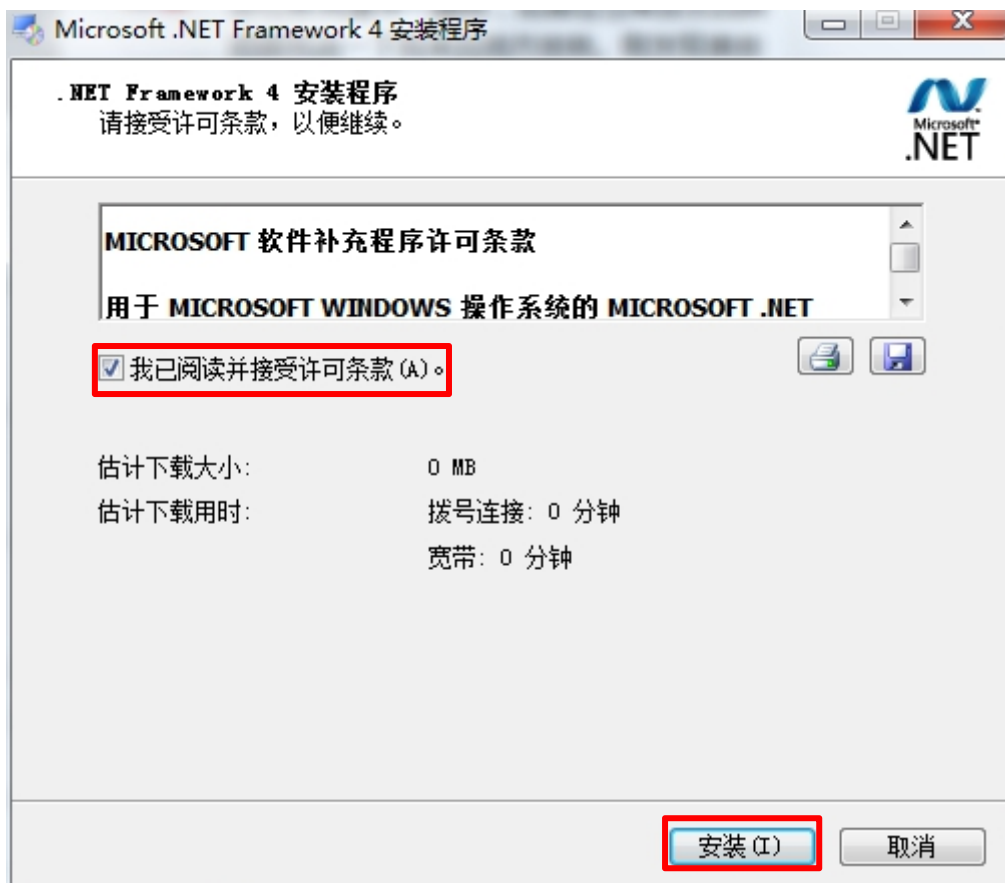 Microsoft .NET Framework 4 安装程序
.NET Framework 4 安装程序
请接受许可条款，以便继续。
Microsoft
.NET
MICROSOFT 软件补充程序许可条款
用于 MICROSOFT WINDOWS 操作系统的 MICROSOFT .NET
我已阅读并接受许可条款(A)。
估计下载大小: 0 MB
估计下载用时: 拨号连接: 0 分钟
宽带: 0 分钟
安装(I) 取消